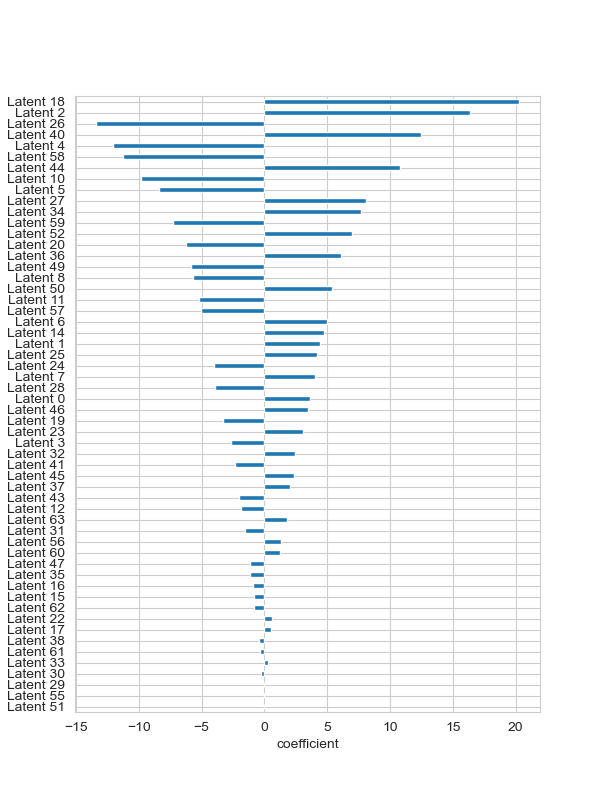 Latent 18
Latent 2
Latent 26
Latent 40
Latent 4
Latent 58
Latent 44
Latent 10
Latent 5
Latent 27
Latent 34
Latent 59
Latent 52
Latent 20
Latent 36
Latent 49
Latent 8
Latent 50
Latent 11
Latent 57
Latent 6
Latent 14
Latent 1
Latent 25
Latent 24
Latent 7
Latent 28
Latent 0
Latent 46
Latent 19
Latent 23
Latent 3
Latent 32
Latent 41
Latent 45
Latent 37
Latent 43
Latent 12
Latent 63
Latent 31
Latent 56
Latent 60
Latent 47
Latent 35
Latent 16
Latent 15
Latent 62
Latent 22
Latent 17
Latent 38
Latent 61
Latent 33
Latent 30
Latent 29
Latent 55
Latent 51
−15 −10 −5 0 5 10 15 20
coefficient